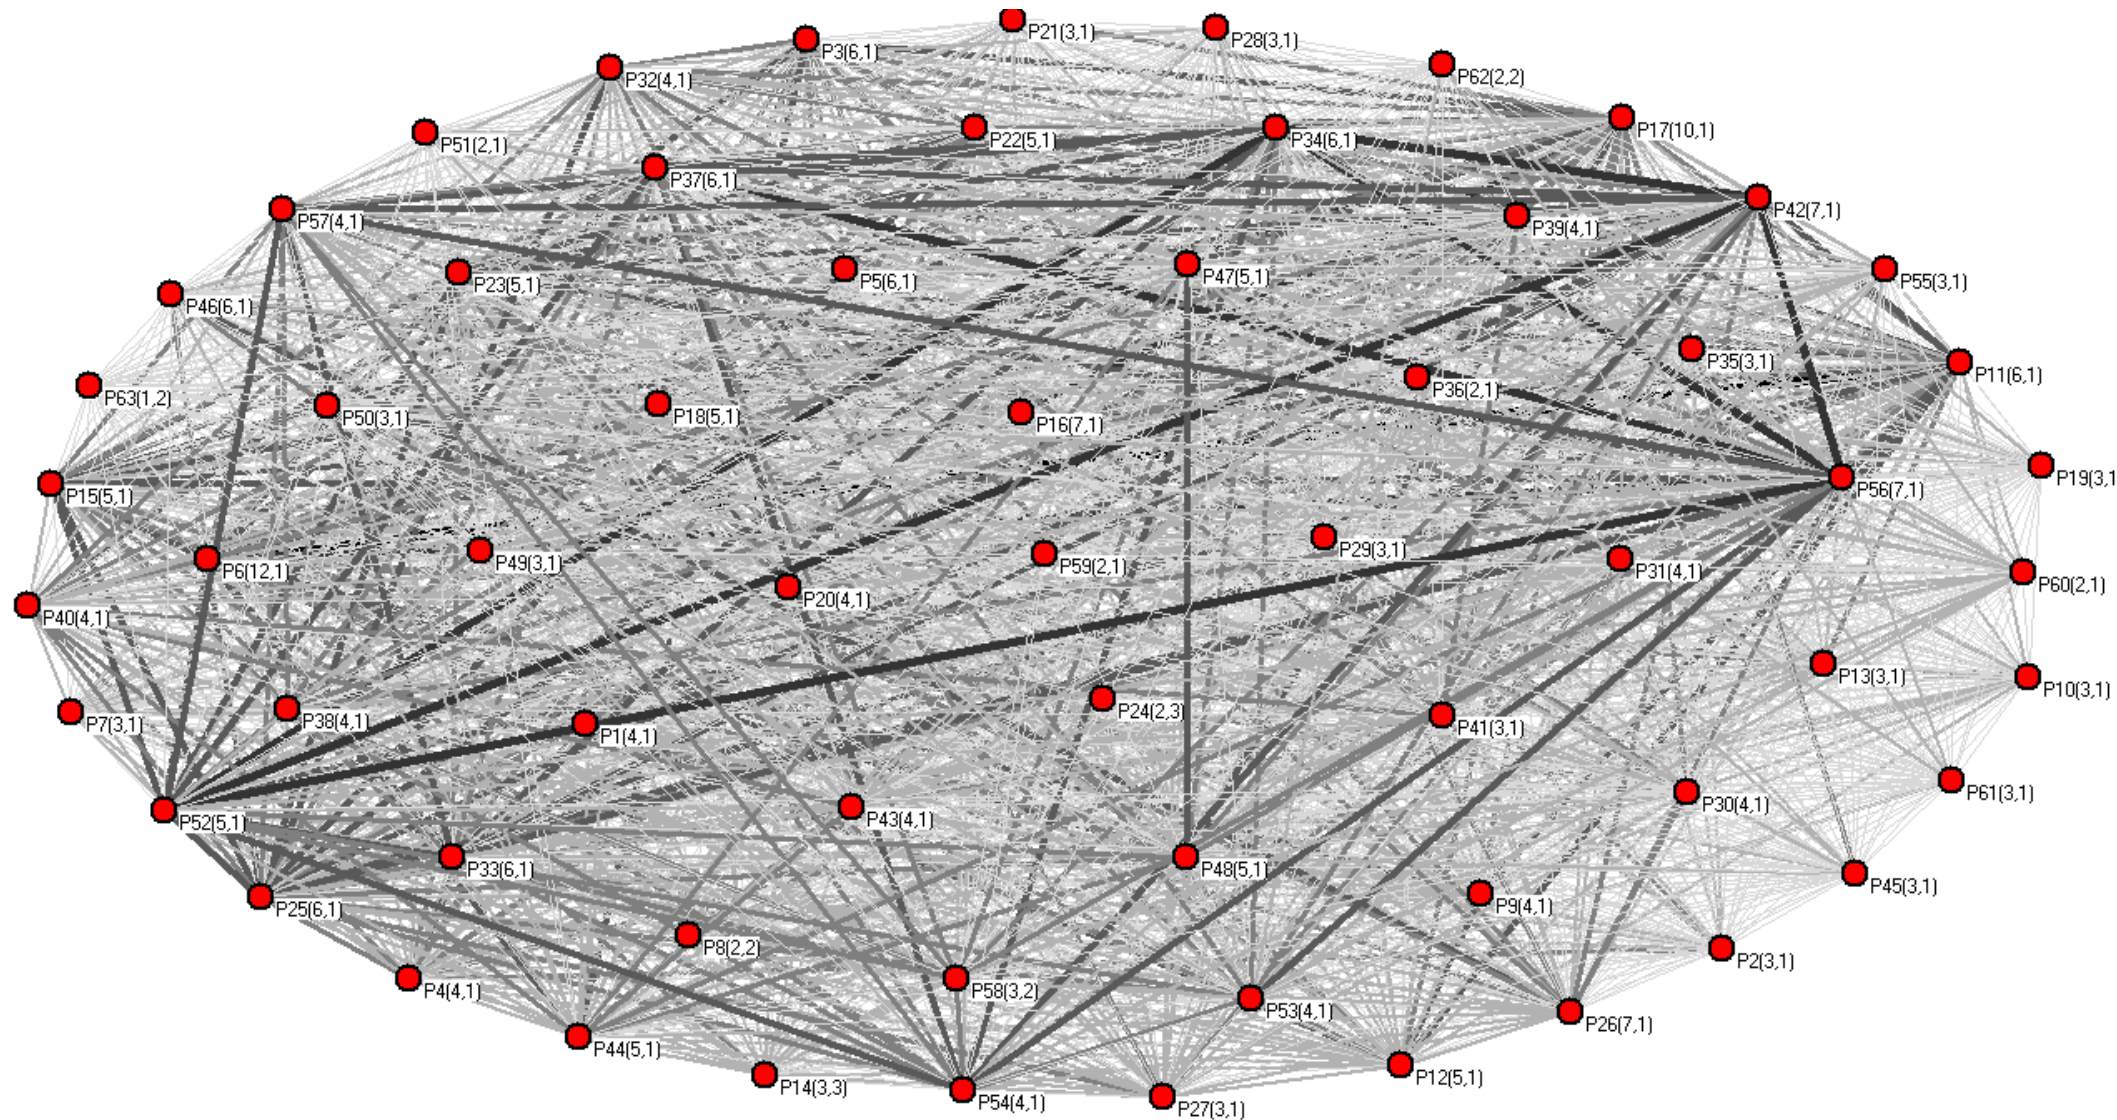 P21(3,1)
P28(3,1)
P3(6,1)
P62(2,2)
P32(4,1)
P17(10,1)
P51(2,1)
P22(5,1)
P34(6,1)
P37(6,1)
P42(7,1)
P57(4,1)
P39(4,1)
P23(5,1)
P5(6,1)
P47(5,1)
P55(3,1)
P46(6,1)
P35(3,1)
P11(6,1)
P63(1,2)
P50(3,1)
P18(5,1)
P16(7,1)
P36(2,1)
P19(3,1
P15(5,1)
P56(7,1)
P6(12,1)
P49(3,1)
P59(2,1)
P29(3,1)
P31(4,1)
P60(2,1)
P40(4,1)
P20(4,1)
P13(3,1)
P10(3,1)
P7(3,1)
P38(4,1)
P1(4,1)
P24(2,3)
P41(3,1)
P52(5,1)
P43(4,1)
P30(4,1)
P61(3,1)
P33(6,1)
P48(5,1)
P45(3,1)
P25(6,1)
P9(4,1)
P8(2,2)
P2(3,1)
P4(4,1)
P58(3,2)
P53(4,1)
P26(7,1)
P44(5,1)
P14(3,3)
P54(4,1)
P12(5,1)
P27(3,1)